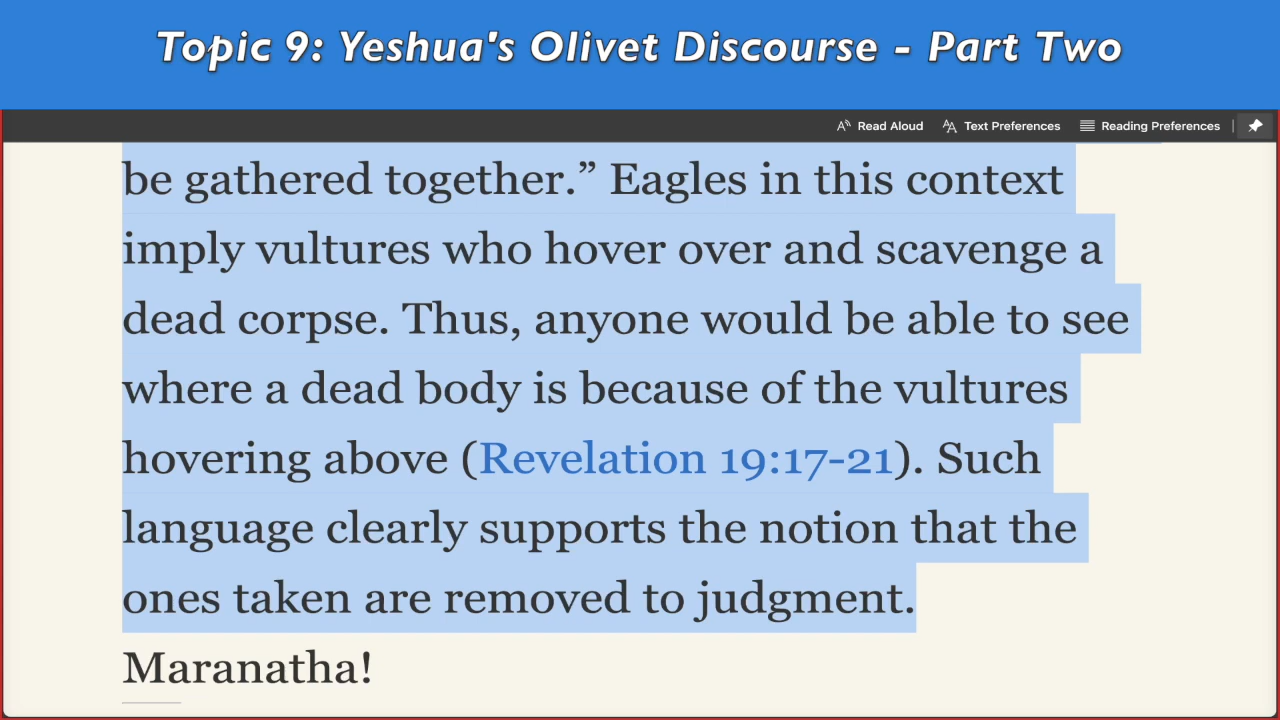 Topic 9: Yeshua's Olivet Discourse - Part Two
Read Aloud Text Preferences Reading Preferences
be gathered together.” Eagles in this context
imply vultures who hover over and scavenge a
dead corpse. Thus, anyone would be able to see
where a dead body is because of the vultures
hovering above (Revelation 19:17-21). Such
language clearly supports the notion that the
ones taken are removed to judgment.
Maranatha!